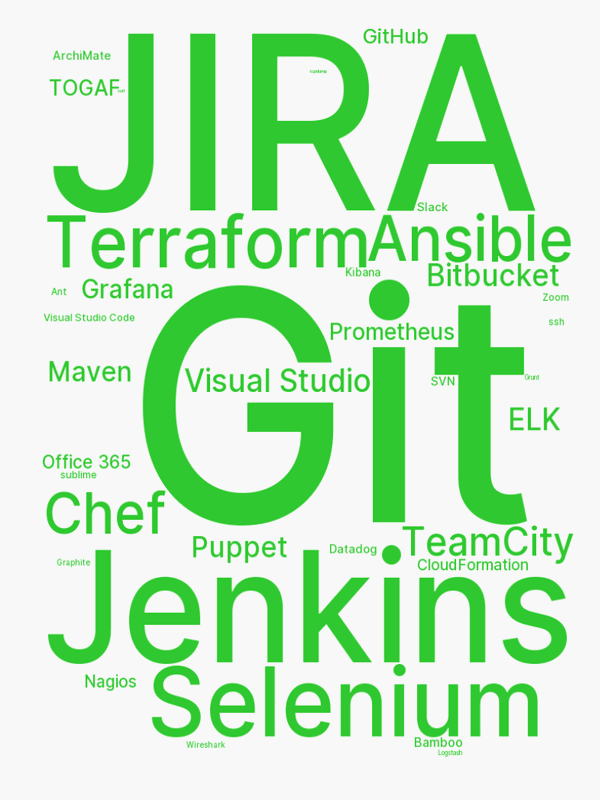 GitHub
ArchiMate
JIRA
TOGAF
Slack
Terraform
Ansible
Kibana
Bitbucket
Ant
Grafana
Zoom
Visual Studio Code
ssh
Git
Prometheus
Maven
Visual Studio
SVN
Grunt
ELK
Office 365
sublime
Chef
TeamCity
Puppet
Datadog
Graphite
CloudFormation
Jenkins
Nagios
Selenium
Wireshark
Bamboo
Logstash